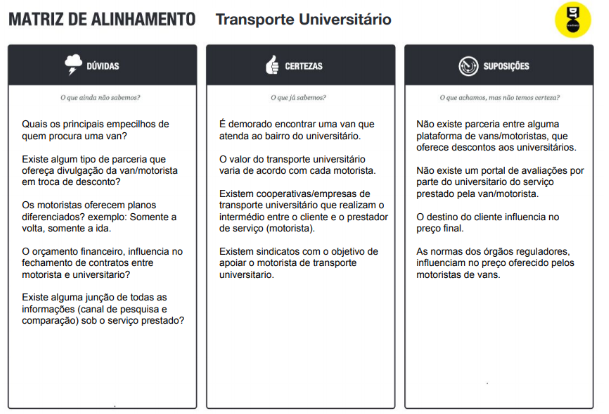 MATRIZ DE ALINHAMENTO Transporte Universitário
DÚVIDAS
O que ainda não sabemos?
Quais os principais empecilhos de
quem procura uma van?
Existe algum tipo de parceria que
ofereça divulgação da van/motorista
em troca de desconto?
Os motoristas oferecem planos
diferenciados? exemplo: Somente a
volta, somente a ida.
O orçamento financeiro, influencia no
fechamento de contratos entre
motorista e universitario?
Existe alguma junção de todas as
informações (canal de pesquisa e
comparação) sob o serviço prestado?
CERTEZAS
O que já sabemos?
É demorado encontrar uma van que
atenda ao bairro do universitário.
O valor do transporte universitário
varia de acordo com cada motorista.
Existem cooperativas/empresas de
transporte universitário que realizam o
intermédio entre o cliente e o prestador
de serviço (motorista).
Existem sindicatos com o objetivo de
apoiar o motorista de transporte
universitario.
SUPOSIÇÕES
O que achamos, mas não temos certeza?
Não existe parceria entre alguma
plataforma de vans/motoristas, que
oferece descontos aos universitários.
Não existe um portal de avaliações por
parte do universitario do serviço
prestado pela van/motorista.
O destino do cliente influencia no
preço final.
As normas dos órgãos reguladores,
influenciam no preço oferecido pelos
motoristas de vans.